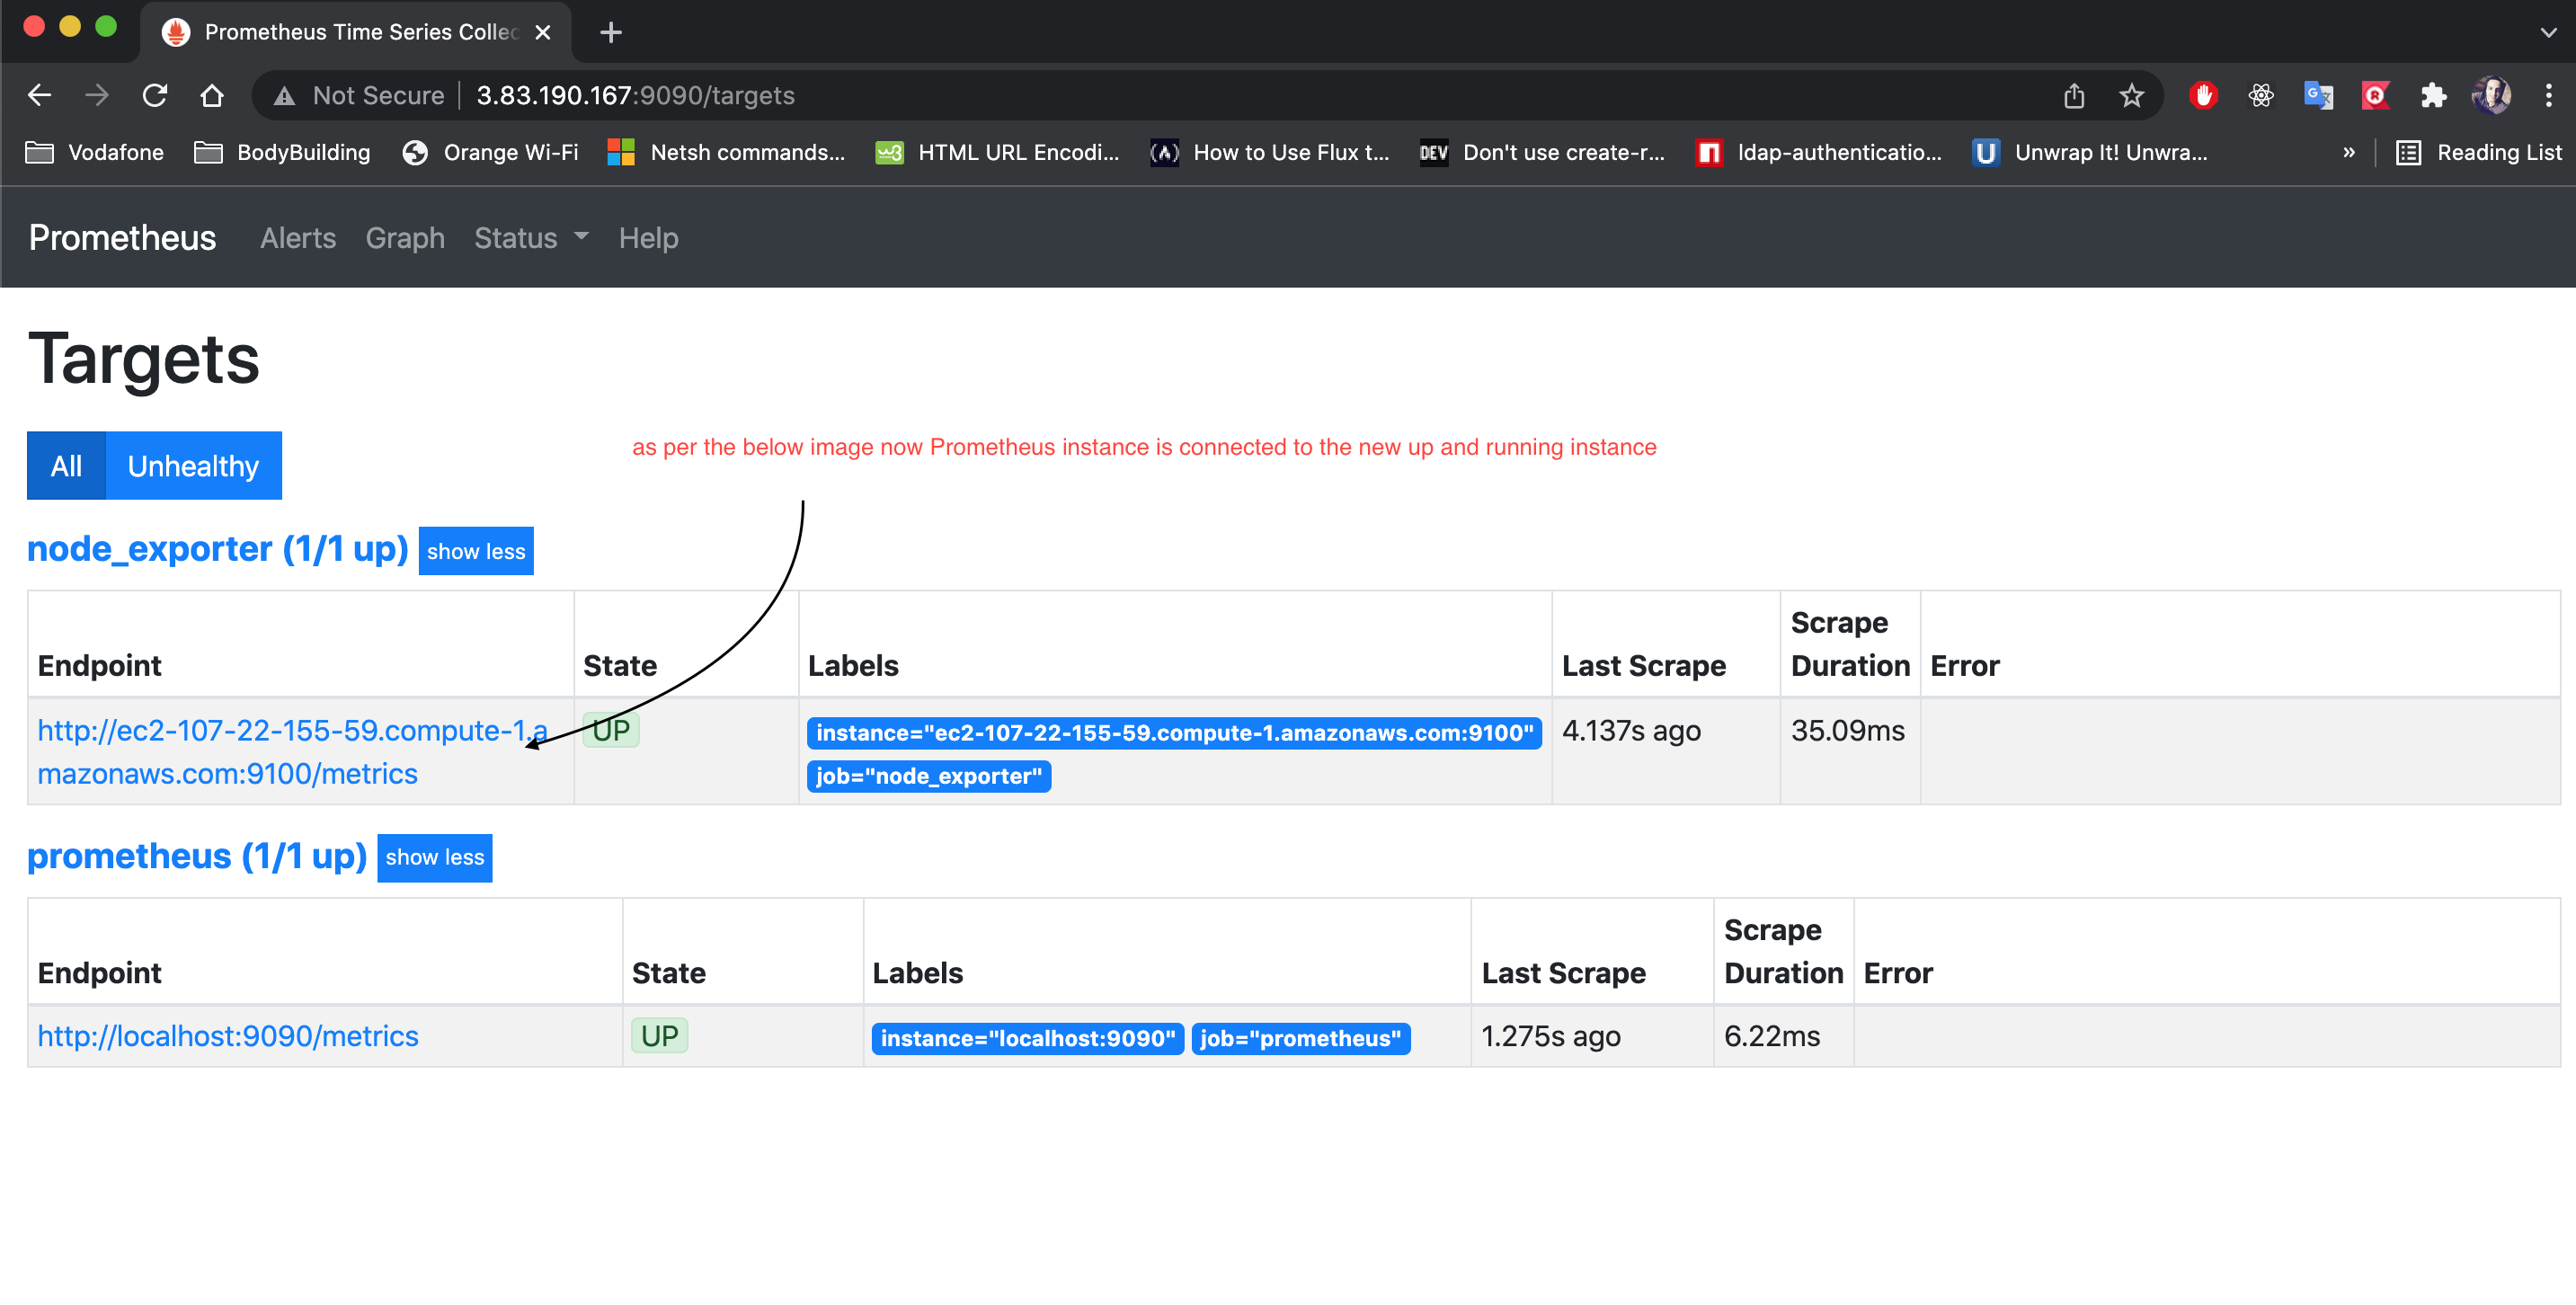 Prometheus Time Series Collec
Not Secure 3.83.190.167:9090/targets
Vodafone BodyBuilding Orange Wi-Fi Netsh commands... HTML URL Encodi... How to Use Flux t... DEV Don't use create-r... ldap-authenticatio... Unwrap It! Unwra... » Reading List
Prometheus Alerts Graph Status Help
Targets
All Unhealthy
as per the below image now Prometheus instance is connected to the new up and running instance
node_exporter (1/1 up) show less
Endpoint State Labels Last Scrape Scrape Duration Error
http://ec2-107-22-155-59.compute-1.a UP instance="ec2-107-22-155-59.compute-1.amazonaws.com:9100" 4.137s ago 35.09ms
mazonaws.com:9100/metrics job="node_exporter"
prometheus (1/1 up) show less
Endpoint State Labels Last Scrape Scrape Duration Error
http://localhost:9090/metrics UP instance="localhost:9090" job="prometheus" 1.275s ago 6.22ms